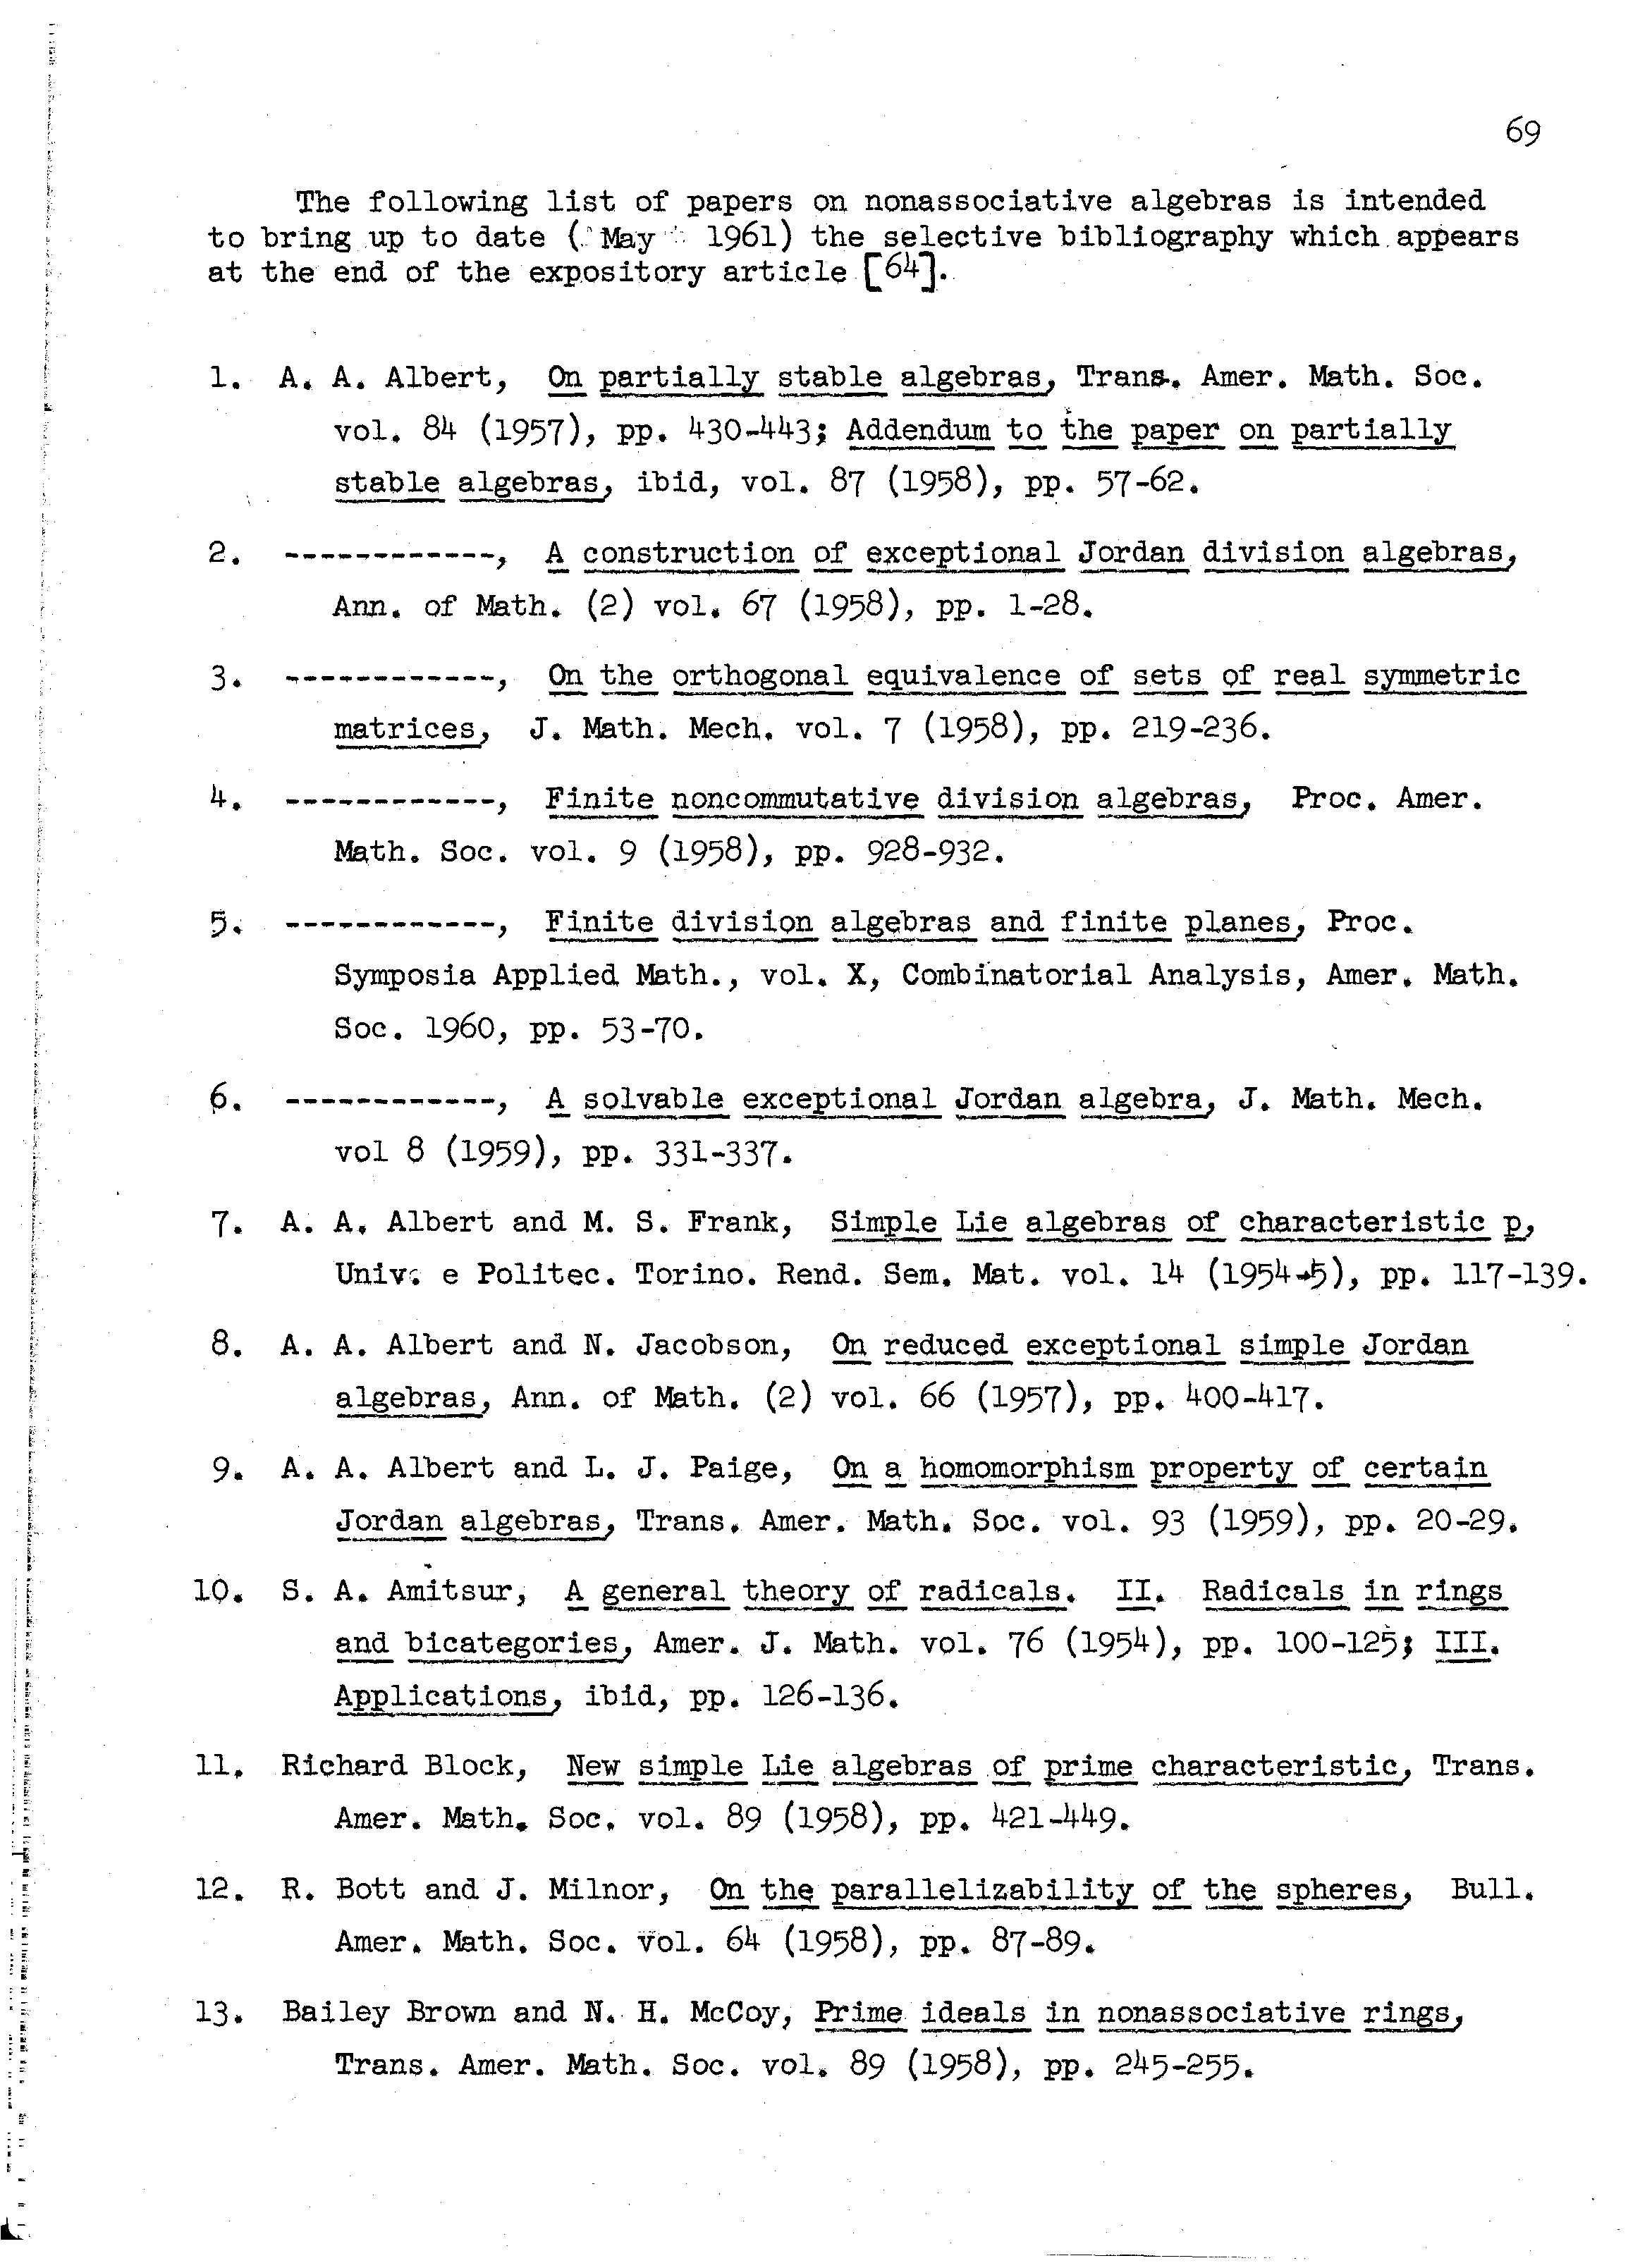 69
The following list of papers on nonassociative algebras is intended
to bring up to date ( May 1961) the selective bibliography which appears
at the end of the expository article [64].
1. A. A. Albert, On partially stable algebras, Trans. Amer. Math. Soc.
vol. 84 (1957), pp. 430-443; Addendum to the paper on partially
stable algebras, ibid, vol. 87 (1958), pp. 57-62.
2. ------------, A construction of exceptional Jordan division algebras,
Ann. of Math. (2) vol. 67 (1958), pp. 1-28.
3. ------------, On the orthogonal equivalence of sets of real symmetric
matrices, J. Math. Mech. vol. 7 (1958), pp. 219-236.
4. ------------, Finite noncommutative division algebras, Proc. Amer.
Math. Soc. vol. 9 (1958), pp. 928-932.
5. ------------, Finite division algebras and finite planes, Proc.
Symposia Applied Math., vol. X, Combinatorial Analysis, Amer. Math.
Soc. 1960, pp. 53-70.
6. ------------, A solvable exceptional Jordan algebra, J. Math. Mech.
vol 8 (1959), pp. 331-337.
7. A. A. Albert and M. S. Frank, Simple Lie algebras of characteristic p,
Univ. e Politec. Torino. Rend. Sem. Mat. vol. 14 (1954-5), pp. 117-139.
8. A. A. Albert and N. Jacobson, On reduced exceptional simple Jordan
algebras, Ann. of Math. (2) vol. 66 (1957), pp. 400-417.
9. A. A. Albert and L. J. Paige, On a homomorphism property of certain
Jordan algebras, Trans. Amer. Math. Soc. vol. 93 (1959), pp. 20-29.
10. S. A. Amitsur, A general theory of radicals. II. Radicals in rings
and bicategories, Amer. J. Math. vol. 76 (1954), pp. 100-125; III.
Applications, ibid, pp. 126-136.
11. Richard Block, New simple Lie algebras of prime characteristic, Trans.
Amer. Math. Soc. vol. 89 (1958), pp. 421-449.
12. R. Bott and J. Milnor, On the parallelizability of the spheres, Bull.
Amer. Math. Soc. vol. 64 (1958), pp. 87-89.
13. Bailey Brown and N. H. McCoy, Prime ideals in nonassociative rings,
Trans. Amer. Math. Soc. vol. 89 (1958), pp. 245-255.